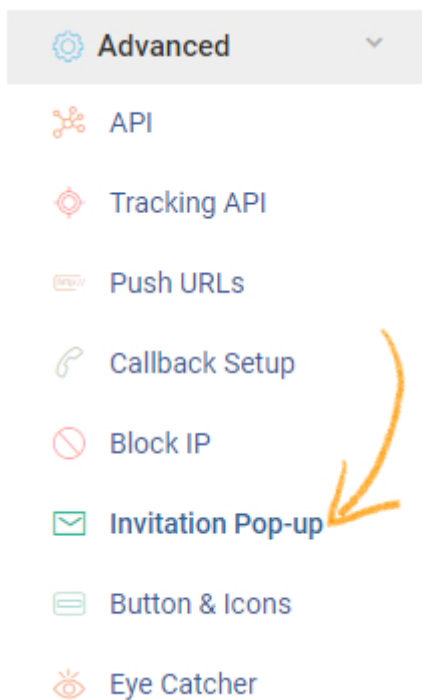 Advanced
API
Tracking API
Push URLs
Callback Setup
Block IP
Invitation Pop-up
Button & Icons
Eye Catcher